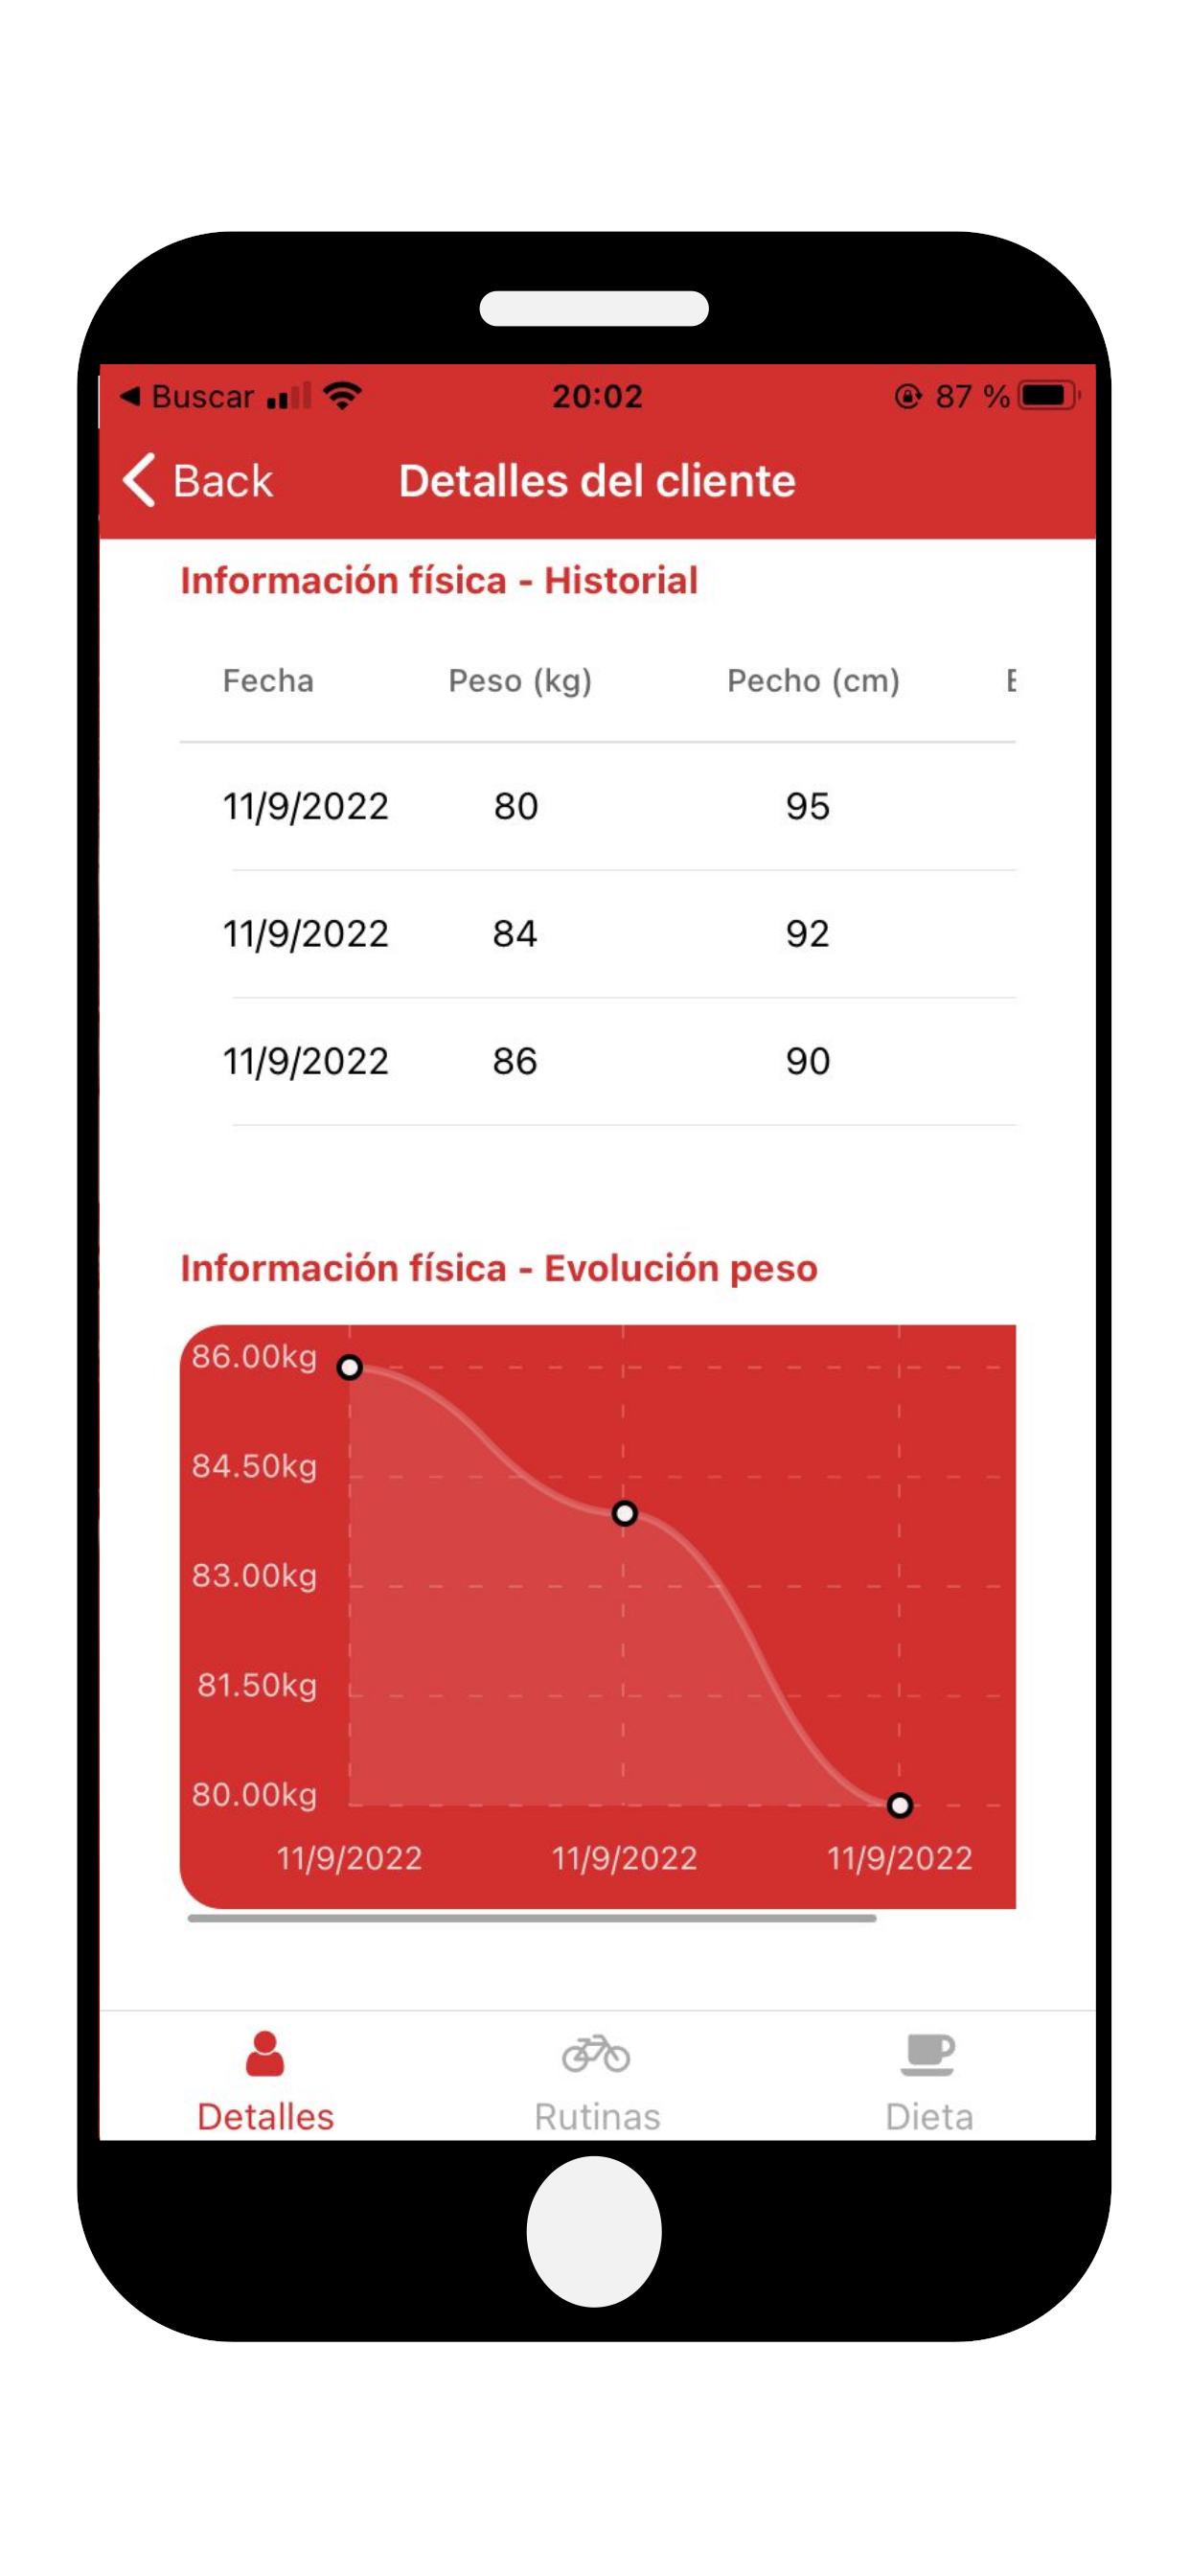 Buscar 20:02 87 %
Back Detalles del cliente
Información física - Historial
Fecha Peso (kg) Pecho (cm)
11/9/2022 80 95
11/9/2022 84 92
11/9/2022 86 90
Información física - Evolución peso
86.00kg
84.50kg
83.00kg
81.50kg
80.00kg
11/9/2022 11/9/2022 11/9/2022
Detalles Rutinas Dieta